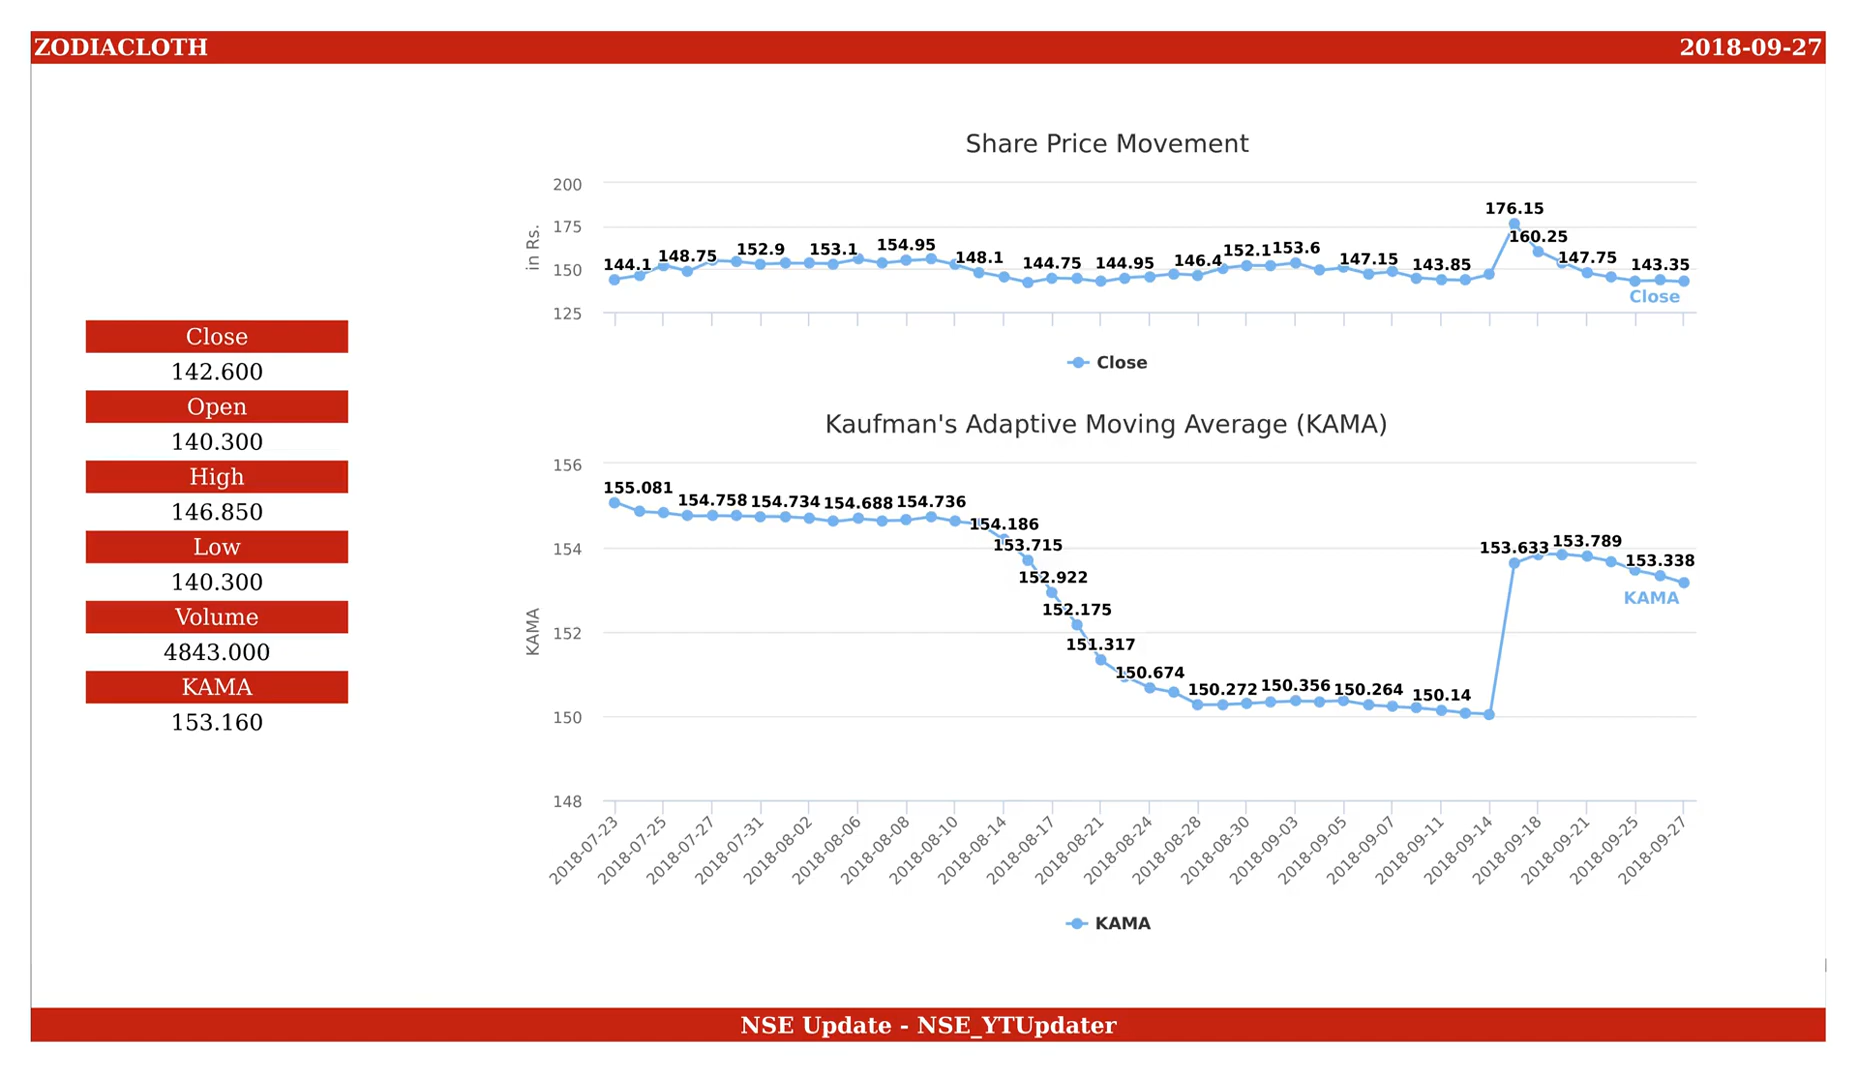 ZODIACLOTH 2018-09-27
Close
142.600
Open
140.300
High
146.850
Low
140.300
Volume
4843.000
KAMA
153.160
Share Price Movement
in Rs.
200
175
150
125
144.1 148.75 152.9 153.1 154.95 148.1 144.75 144.95 146.4 152.1 153.6 147.15 143.85 176.15 160.25 147.75 143.35
Close
Close
Kaufman's Adaptive Moving Average (KAMA)
KAMA
156
154
152
150
148
155.081 154.758 154.734 154.688 154.736 154.186 153.715 152.922 152.175 151.317 150.674 150.272 150.356 150.264 150.14 153.633 153.789 153.338
KAMA
2018-07-23 2018-07-25 2018-07-27 2018-07-31 2018-08-02 2018-08-06 2018-08-08 2018-08-10 2018-08-14 2018-08-17 2018-08-21 2018-08-24 2018-08-28 2018-08-30 2018-09-03 2018-09-05 2018-09-07 2018-09-11 2018-09-14 2018-09-18 2018-09-21 2018-09-25 2018-09-27
KAMA
NSE Update - NSE_YTUpdater